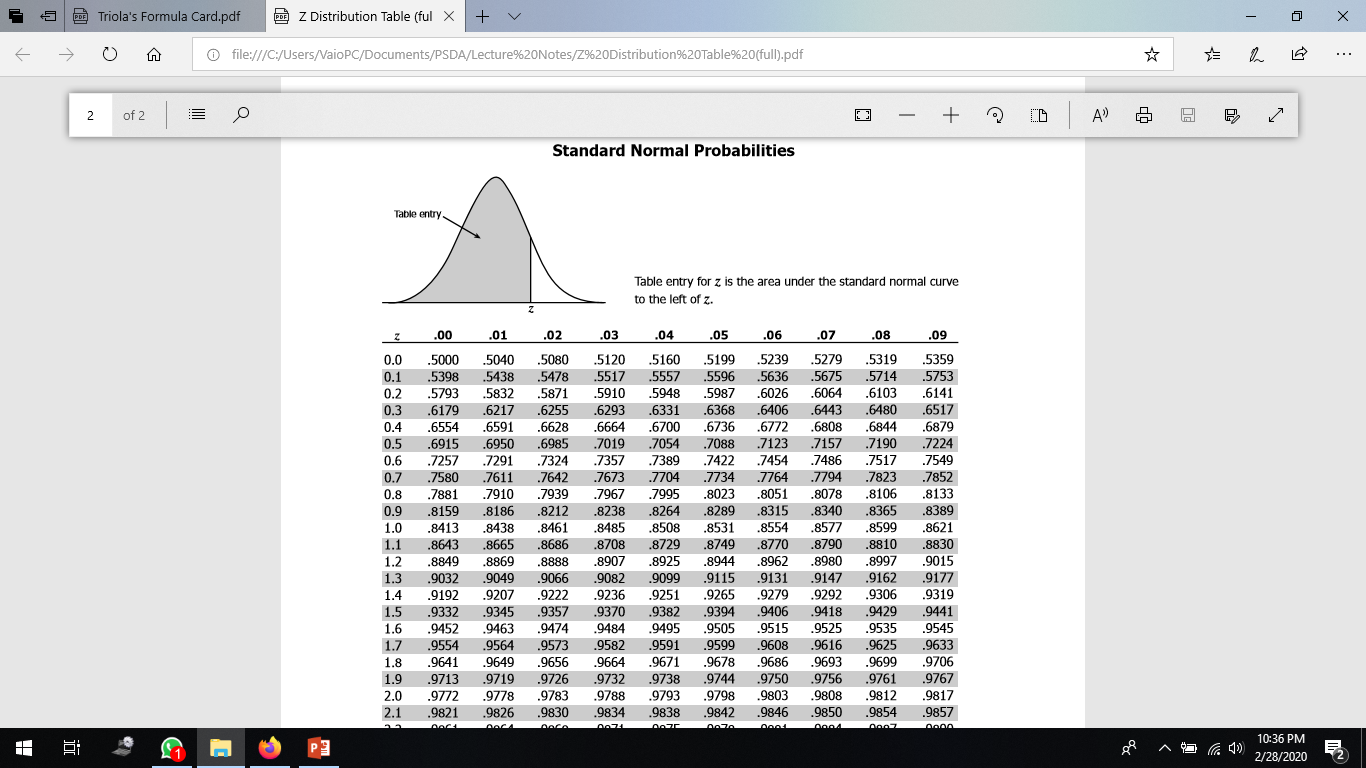 Triola's Formula Card.pdf
Z Distribution Table (ful
file:///C:/Users/VaioPC/Documents/PSDA/Lecture%20Notes/Z%20Distribution%20Table%20(full).pdf
2 of 2
Standard Normal Probabilities
Table entry
Table entry for z is the area under the standard normal curve
to the left of z.
z
z .00 .01 .02 .03 .04 .05 .06 .07 .08 .09
0.0 .5000 .5040 .5080 .5120 .5160 .5199 .5239 .5279 .5319 .5359
0.1 .5398 .5438 .5478 .5517 .5557 .5596 .5636 .5675 .5714 .5753
0.2 .5793 .5832 .5871 .5910 .5948 .5987 .6026 .6064 .6103 .6141
0.3 .6179 .6217 .6255 .6293 .6331 .6368 .6406 .6443 .6480 .6517
0.4 .6554 .6591 .6628 .6664 .6700 .6736 .6772 .6808 .6844 .6879
0.5 .6915 .6950 .6985 .7019 .7054 .7088 .7123 .7157 .7190 .7224
0.6 .7257 .7291 .7324 .7357 .7389 .7422 .7454 .7486 .7517 .7549
0.7 .7580 .7611 .7642 .7673 .7704 .7734 .7764 .7794 .7823 .7852
0.8 .7881 .7910 .7939 .7967 .7995 .8023 .8051 .8078 .8106 .8133
0.9 .8159 .8186 .8212 .8238 .8264 .8289 .8315 .8340 .8365 .8389
1.0 .8413 .8438 .8461 .8485 .8508 .8531 .8554 .8577 .8599 .8621
1.1 .8643 .8665 .8686 .8708 .8729 .8749 .8770 .8790 .8810 .8830
1.2 .8849 .8869 .8888 .8907 .8925 .8944 .8962 .8980 .8997 .9015
1.3 .9032 .9049 .9066 .9082 .9099 .9115 .9131 .9147 .9162 .9177
1.4 .9192 .9207 .9222 .9236 .9251 .9265 .9279 .9292 .9306 .9319
1.5 .9332 .9345 .9357 .9370 .9382 .9394 .9406 .9418 .9429 .9441
1.6 .9452 .9463 .9474 .9484 .9495 .9505 .9515 .9525 .9535 .9545
1.7 .9554 .9564 .9573 .9582 .9591 .9599 .9608 .9616 .9625 .9633
1.8 .9641 .9649 .9656 .9664 .9671 .9678 .9686 .9693 .9699 .9706
1.9 .9713 .9719 .9726 .9732 .9738 .9744 .9750 .9756 .9761 .9767
2.0 .9772 .9778 .9783 .9788 .9793 .9798 .9803 .9808 .9812 .9817
2.1 .9821 .9826 .9830 .9834 .9838 .9842 .9846 .9850 .9854 .9857
1
10:36 PM
2/28/2020
2